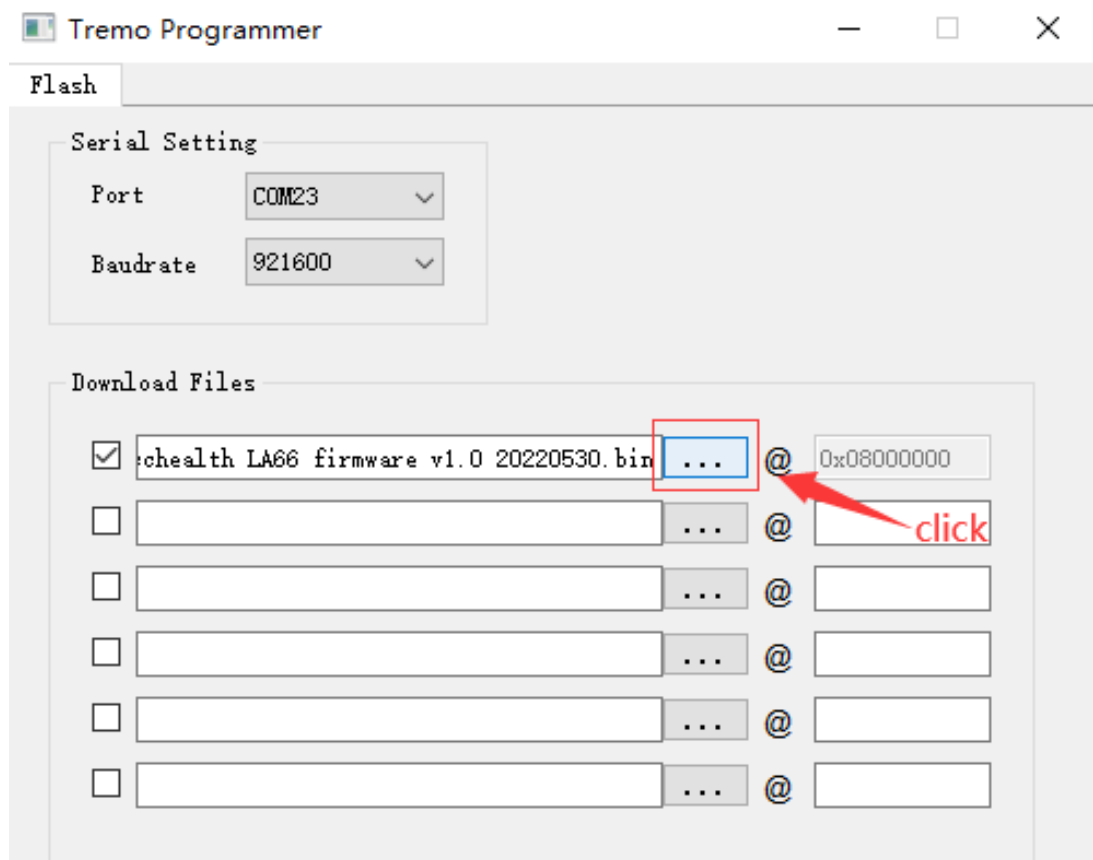 Tremo Programmer
Flash
Serial Setting
Port COM23
Baudrate 921600
Download Files
chealth LA66 firmware v1.0 20220530.bin ... @ 0x08000000
... @
click
... @
... @
... @
... @